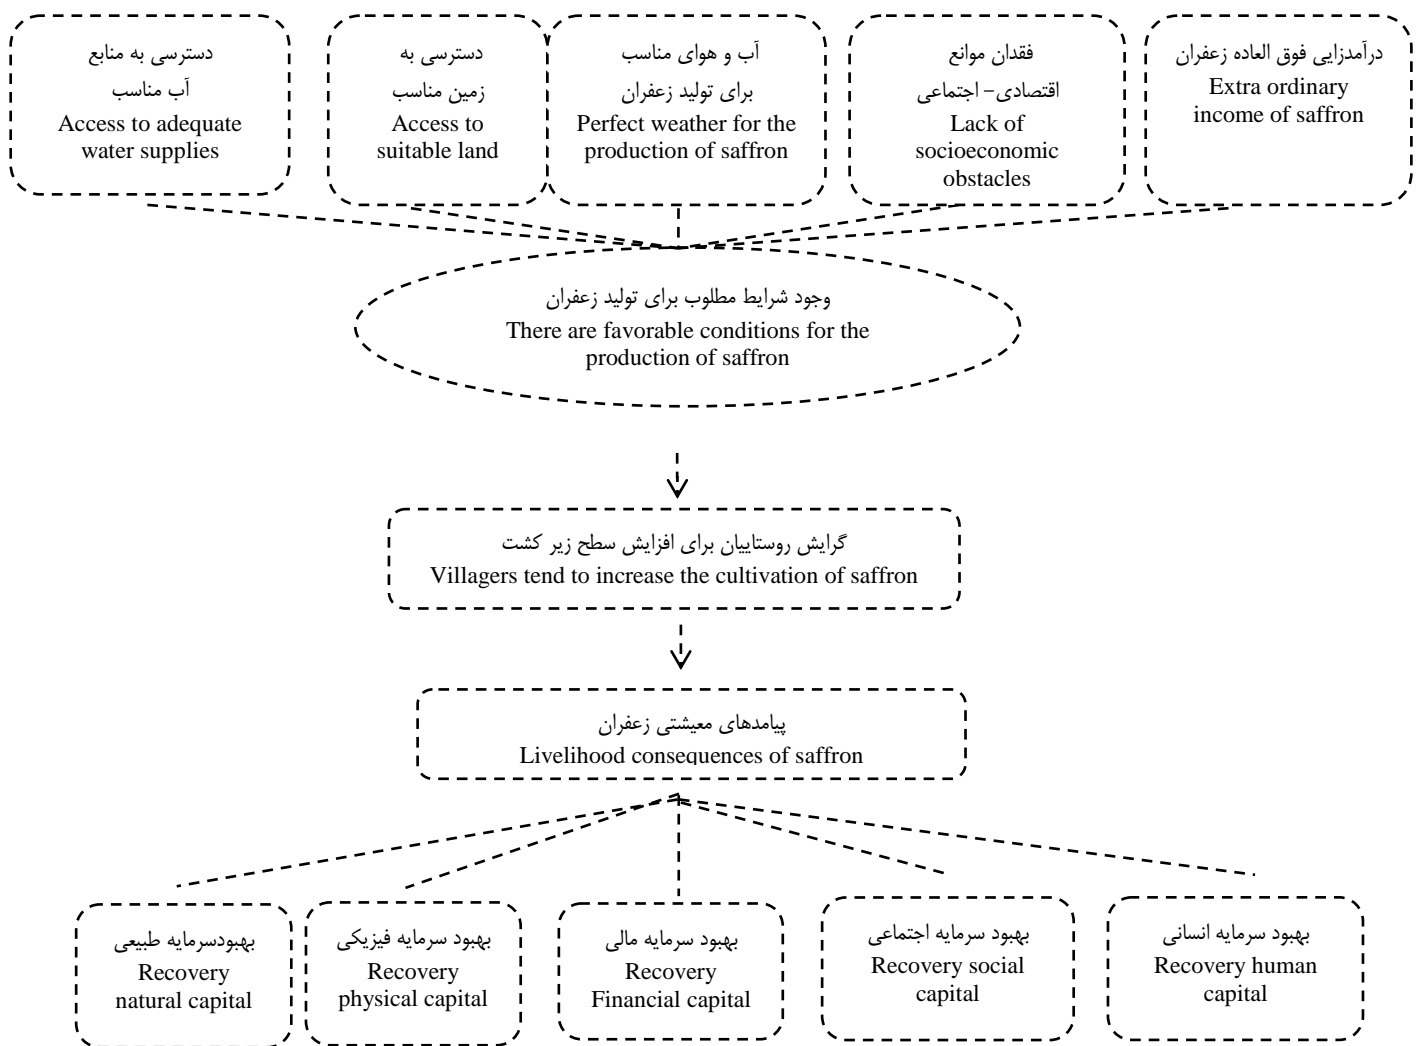 دسترسی به منابع
آب مناسب
Access to adequate
water supplies
دسترسی به
زمین مناسب
Access to
suitable land
آب و هوای مناسب
برای تولید زعفران
Perfect weather for the
production of saffron
فقدان موانع
اقتصادی- اجتماعی
Lack of
socioeconomic
obstacles
درآمدزایی فوق العاده زعفران
Extra ordinary
income of saffron
وجود شرایط مطلوب برای تولید زعفران
There are favorable conditions for the
production of saffron
گرایش روستاییان برای افزایش سطح زیر کشت
Villagers tend to increase the cultivation of saffron
پیامدهای معیشتی زعفران
Livelihood consequences of saffron
بهبودسرمایه طبیعی
Recovery
natural capital
بهبود سرمایه فیزیکی
Recovery
physical capital
بهبود سرمایه مالی
Recovery
Financial capital
بهبود سرمایه اجتماعی
Recovery social
capital
بهبود سرمایه انسانی
Recovery human
capital